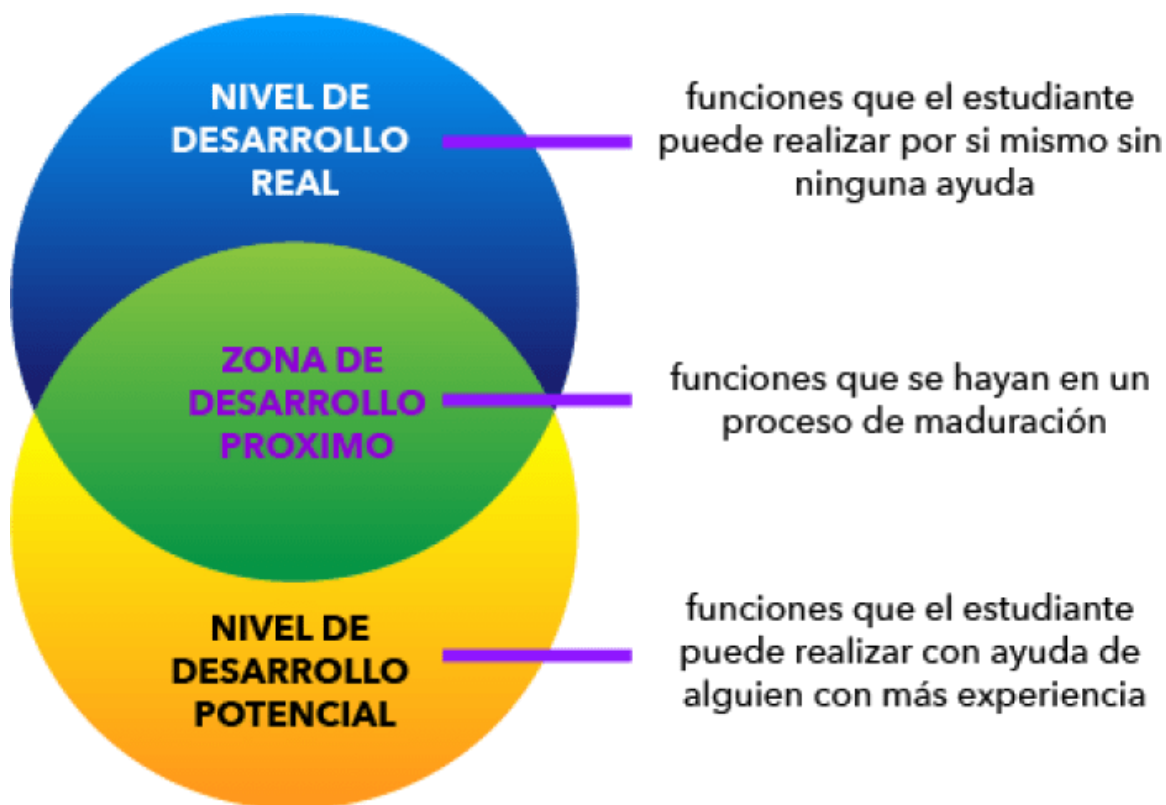 NIVEL DE
DESARROLLO
REAL
funciones que el estudiante
puede realizar por si mismo sin
ninguna ayuda
ZONA DE
DESARROLLO
PROXIMO
funciones que se hayan en un
proceso de maduración
NIVEL DE
DESARROLLO
POTENCIAL
funciones que el estudiante
puede realizar con ayuda de
alguien con más experiencia